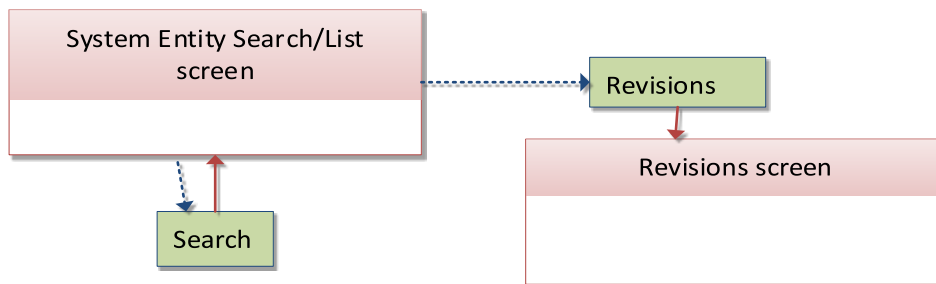 System Entity Search/List
screen
Revisions
Revisions screen
Search